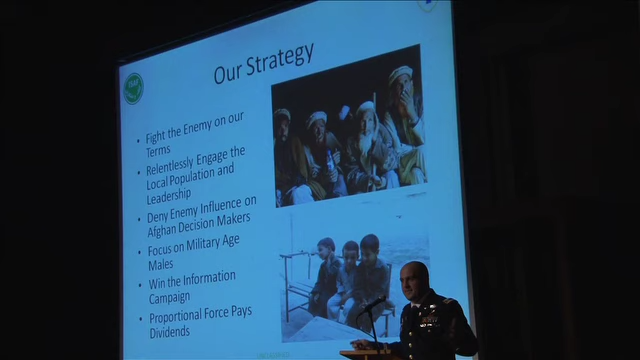 Our Strategy
ISAF
• Fight the Enemy on our
Terms
• Relentlessly Engage the
Local Population and
Leadership
• Deny Enemy Influence on
Afghan Decision Makers
• Focus on Military Age
Males
• Win the Information
Campaign
• Proportional Force Pays
Dividends